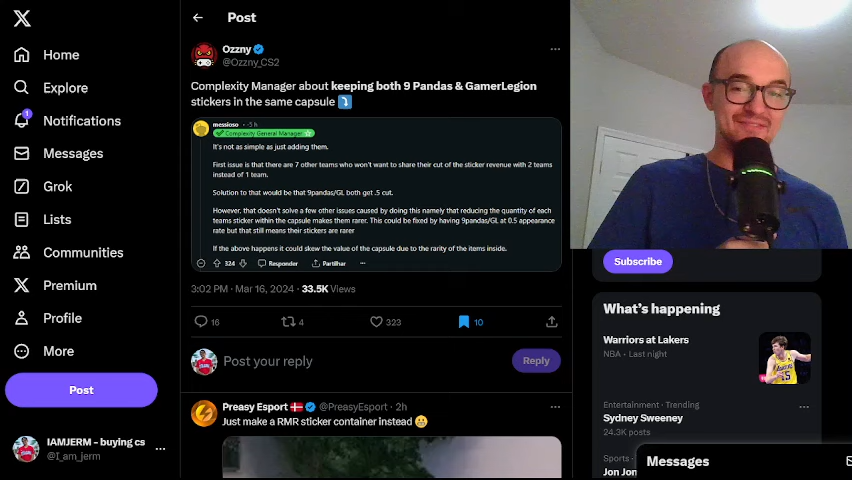 Home
Explore
1
Notifications
Messages
Grok
Lists
Communities
Premium
Profile
More
Post
IAMJERM - buying cs
@I_am_jerm
Post
Ozzny
@Ozzny_CS2
Complexity Manager about keeping both 9 Pandas & GamerLegion
stickers in the same capsule
messioso · 5 h
Complexity General Manager
It's not as simple as just adding them.
First issue is that there are 7 other teams who won't want to share their cut of the sticker revenue with 2 teams
instead of 1 team.
Solution to that would be that 9pandas/GL both get .5 cut.
However, that doesn't solve a few other issues caused by doing this namely that reducing the quantity of each
teams sticker within the capsule makes them rarer. This could be fixed by having 9pandas/GL at 0.5 appearance
rate but that still means their stickers are rarer
If the above happens it could skew the value of the capsule due to the rarity of the items inside.
324 Responder Partilhar
3:02 PM · Mar 16, 2024 · 33.5K Views
16 4 323 10
Post your reply
Reply
Preasy Esport @PreasyEsport · 2h
Just make a RMR sticker container instead
Subscribe
What's happening
Warriors at Lakers
NBA · Last night
Entertainment · Trending
Sydney Sweeney
24.3K posts
Sports ·
Jon Jon
Messages